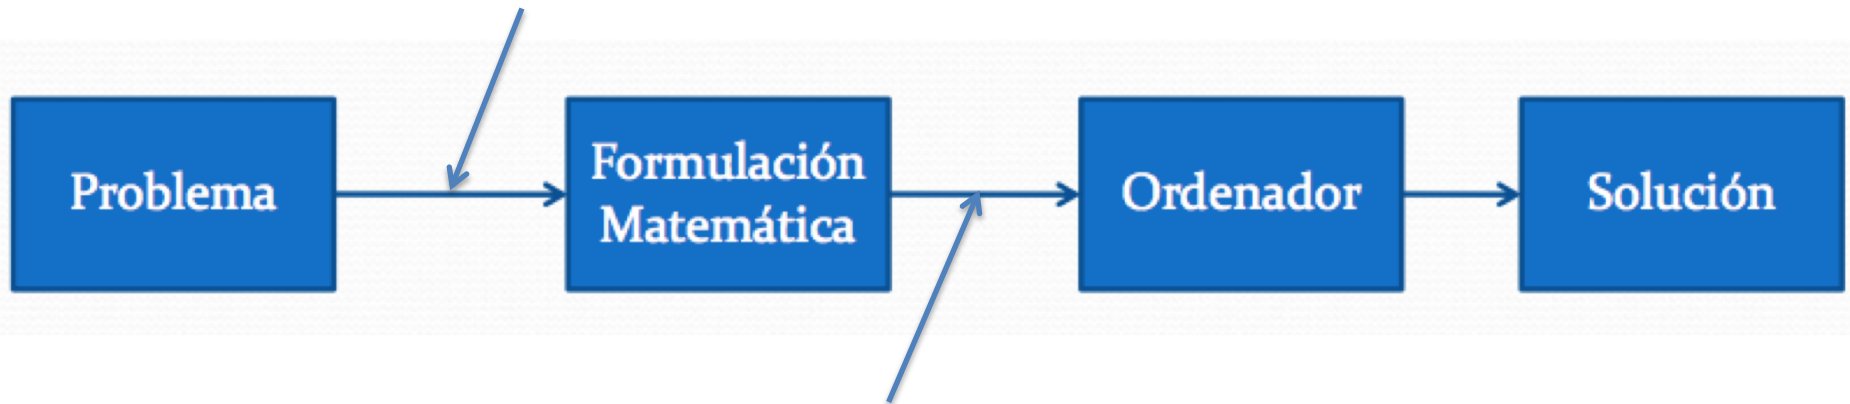 Problema
Formulación
Matemática
Ordenador
Solución